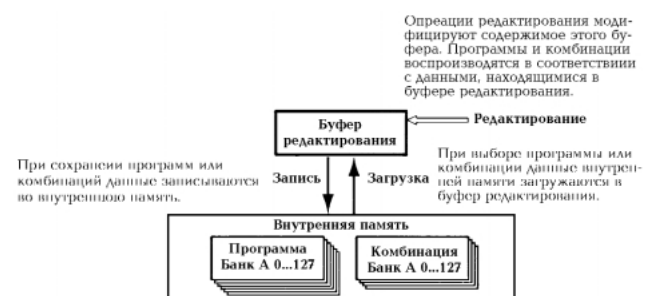 Опреации редактирования моди-
фицируют содержимое этого бу-
фера. Программы и комбинации
воспроизводятся в соответствиии
с данными, находящимися в
буфере редактирования.
Буфер
редактирования
Редактирование
При сохрансии программ или
комбинаций данные записываются
во внутреннюю память.
Запись
Загрузка
При выборе программы или
комбинации данные внутрен-
ней памяти загружаются в
буфер редактирования.
Внутренняя память
Программа
Банк А 0...127
Комбинация
Банк А 0...127